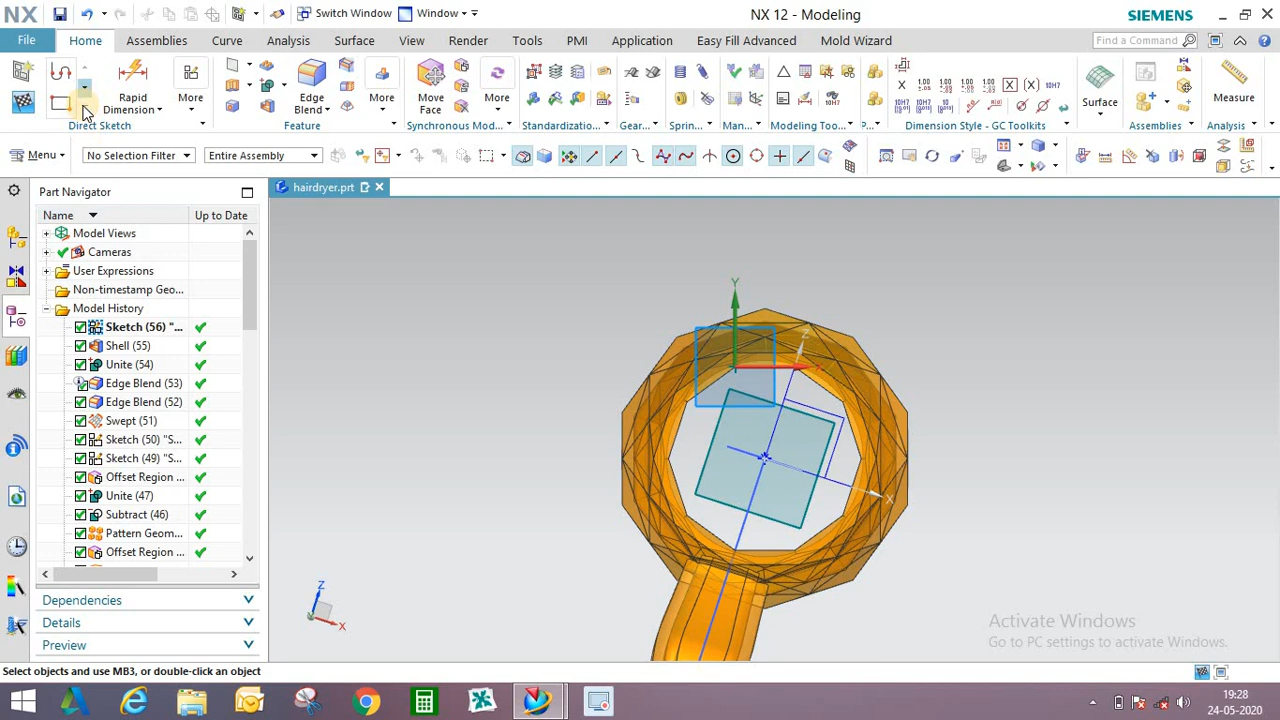 NX
Switch Window
Window
NX 12 - Modeling
SIEMENS
File
Home
Assemblies
Curve
Analysis
Surface
View
Render
Tools
PMI
Application
Easy Fill Advanced
Mold Wizard
Find a Command
Rapid
Dimension
More
Edge
Blend
More
Move
Face
More
Surface
Measure
Direct Sketch
Feature
Synchronous Mod...
Standardizatio...
Gear...
Sprin...
Man...
Modeling Too...
P...
Dimension Style - GC Toolkits
Assemblies
Analysis
Menu
No Selection Filter
Entire Assembly
Part Navigator
hairdryer.prt
Name
Up to Date
Model Views
Cameras
User Expressions
Non-timestamp Geo...
Model History
Sketch (56) "...
Shell (55)
Unite (54)
Edge Blend (53)
Edge Blend (52)
Swept (51)
Sketch (50) "S...
Sketch (49) "S...
Offset Region ...
Unite (47)
Subtract (46)
Pattern Geom...
Offset Region ...
Dependencies
Details
Preview
Y
Z
X
X
Z
X
Activate Windows
Go to PC settings to activate Windows.
Select objects and use MB3, or double-click an object
19:28
24-05-2020